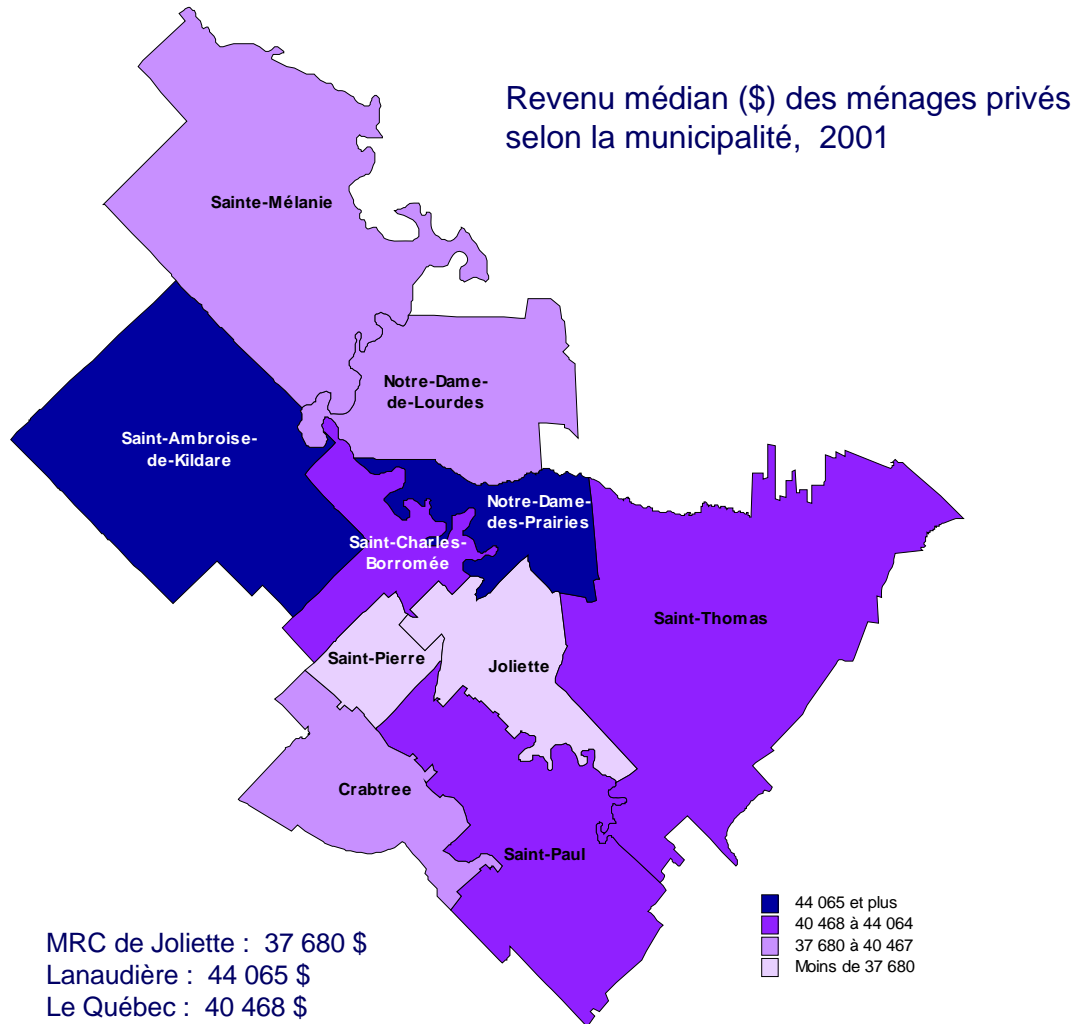 Revenu médian ($) des ménages privés
selon la municipalité, 2001
Sainte-Mélanie
Notre-Dame-
de-Lourdes
Saint-Ambroise-
de-Kildare
Notre-Dame-
des-Prairies
Saint-Charles-
Borromée
Saint-Thomas
Saint-Pierre
Joliette
Crabtree
Saint-Paul
44 065 et plus
40 468 à 44 064
37 680 à 40 467
Moins de 37 680
MRC de Joliette : 37 680 $
Lanaudière : 44 065 $
Le Québec : 40 468 $